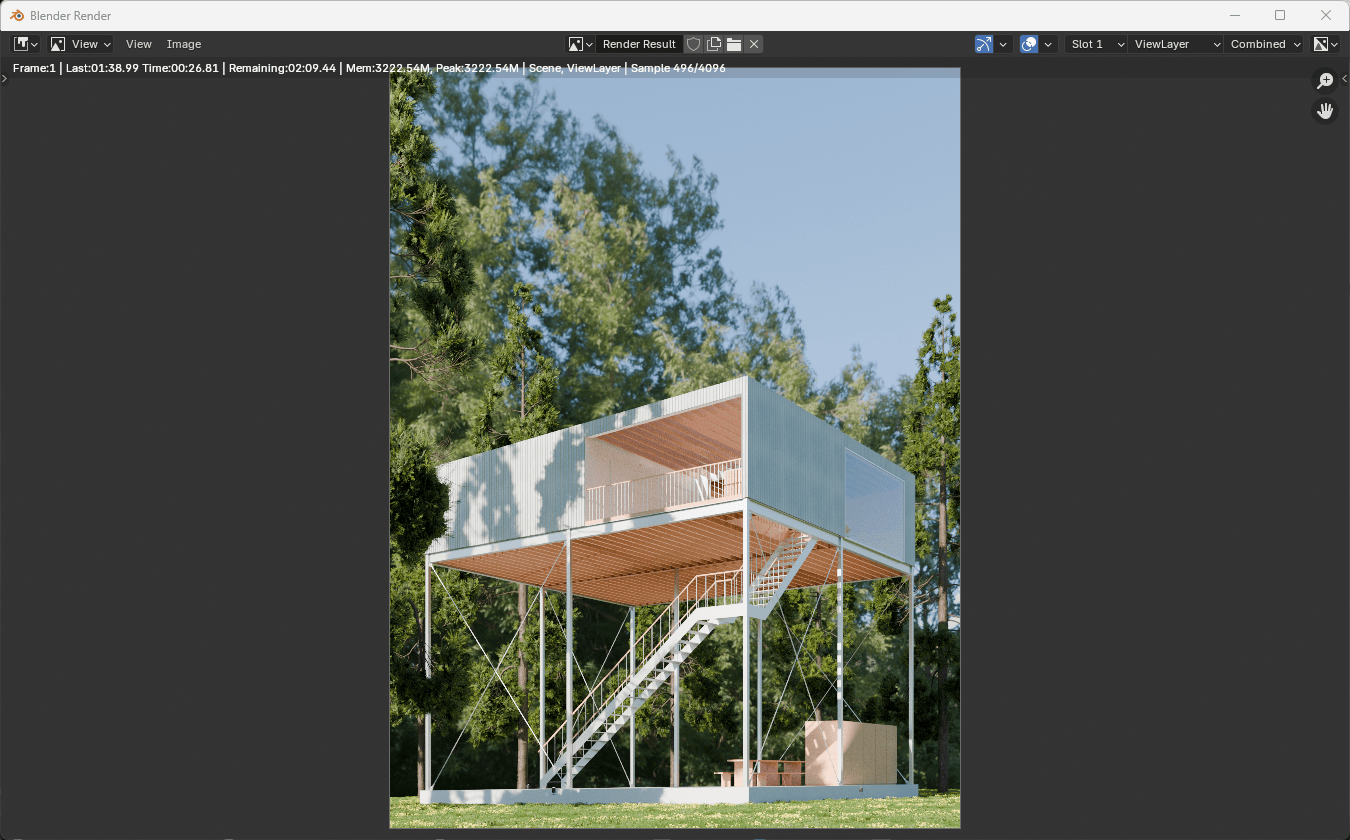 Blender Render
View View Image Render Result Slot 1 ViewLayer Combined
Frame:1 | Last:01:38.99 Time:00:26.81 | Remaining:02:09.44 | Mem:3222.54M, Peak:3222.54M | Scene, ViewLayer | Sample 496/4096